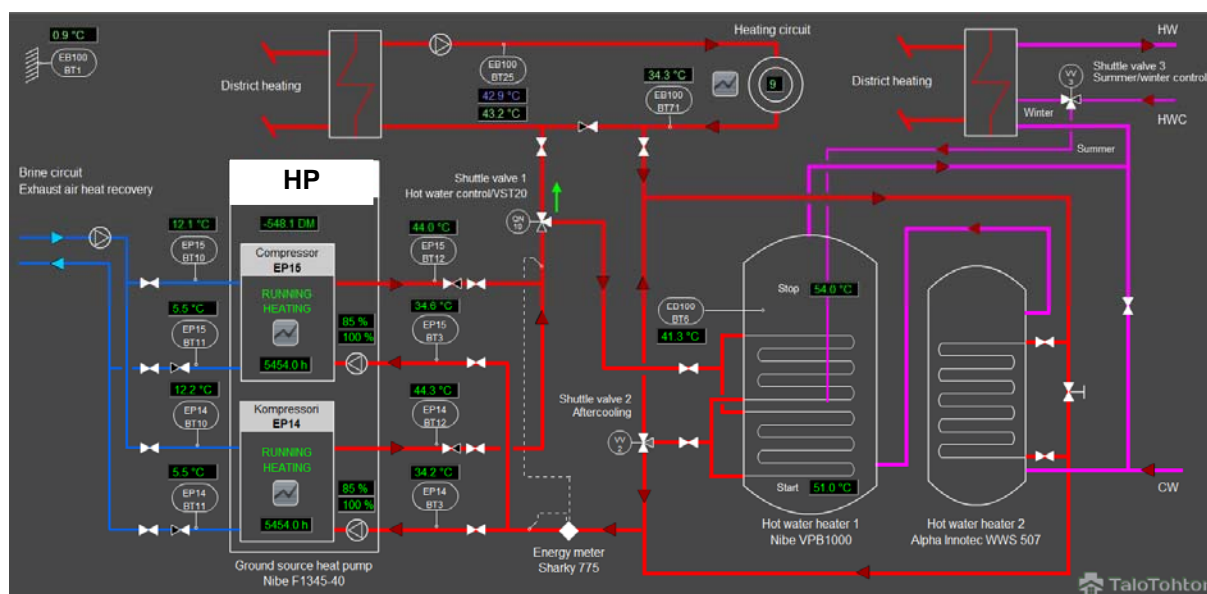 0.9 °C
EB100
BT1
District heating
EB100
BT25
42.9 °C
43.2 °C
Heating circuit
34.3 °C
EB100
BT71
9
District heating
HW
VV
3
Shuttle valve 3
Summer/winter control
Winter
HWC
Summer
Brine circuit
Exhaust air heat recovery
HP
-548.1 DM
Shuttle valve 1
Hot water control/VST20
QN
10
12.1 °C
EP15
BT10
Compressor
EP15
RUNNING
HEATING
5454.0 h
44.0 °C
EP15
BT12
5.5 °C
EP15
BT11
85 %
100 %
34.6 °C
EP15
BT3
12.2 °C
EP14
BT10
Kompressori
EP14
RUNNING
HEATING
5454.0 h
44.3 °C
EP14
BT12
5.5 °C
EP14
BT11
85 %
100 %
34.2 °C
EP14
BT3
Ground source heat pump
Nibe F1345-40
Energy meter
Sharky 775
Shuttle valve 2
Aftercooling
VV
2
ED100
BT6
41.3 °C
Stop
54.0 °C
Start
51.0 °C
Hot water heater 1
Nibe VPB1000
Hot water heater 2
Alpha Innotec WWS 507
CW
TaloTohtor